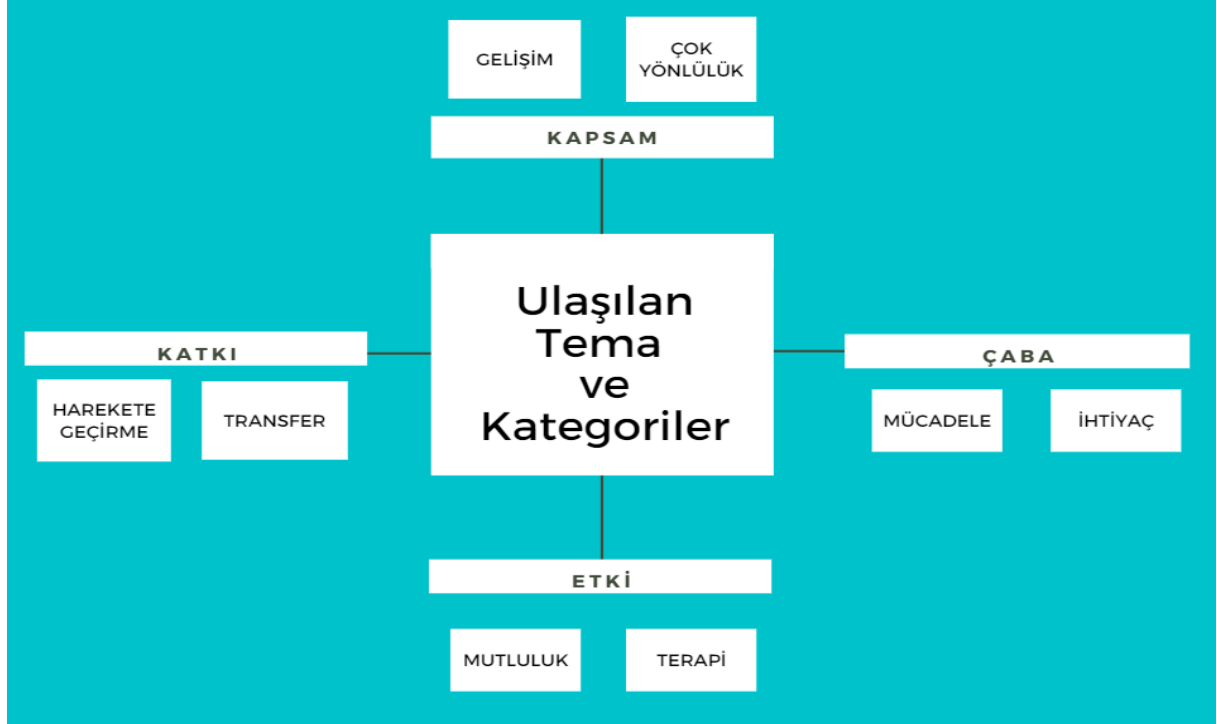 GELİŞİM
ÇOK
YÖNLÜLÜK
KAPSAM
Ulaşılan
Tema
ve
Kategoriler
KATKI
HAREKETE
GEÇİRME
TRANSFER
ÇABA
MÜCADELE
İHTİYAÇ
ETKİ
MUTLULUK
TERAPİ